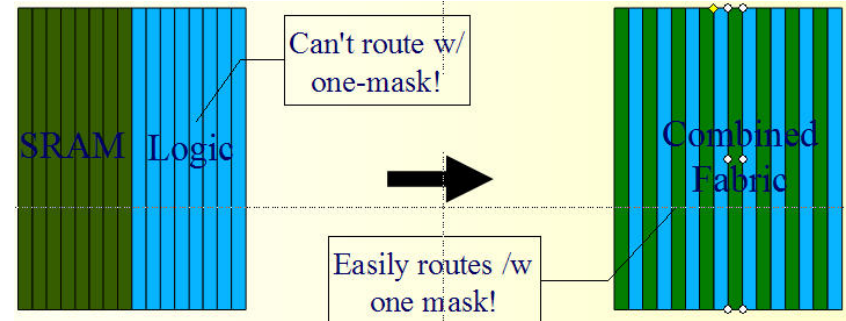 Can't route w/
one-mask!
SRAM
Logic
Combined
Fabric
Easily routes /w
one mask!